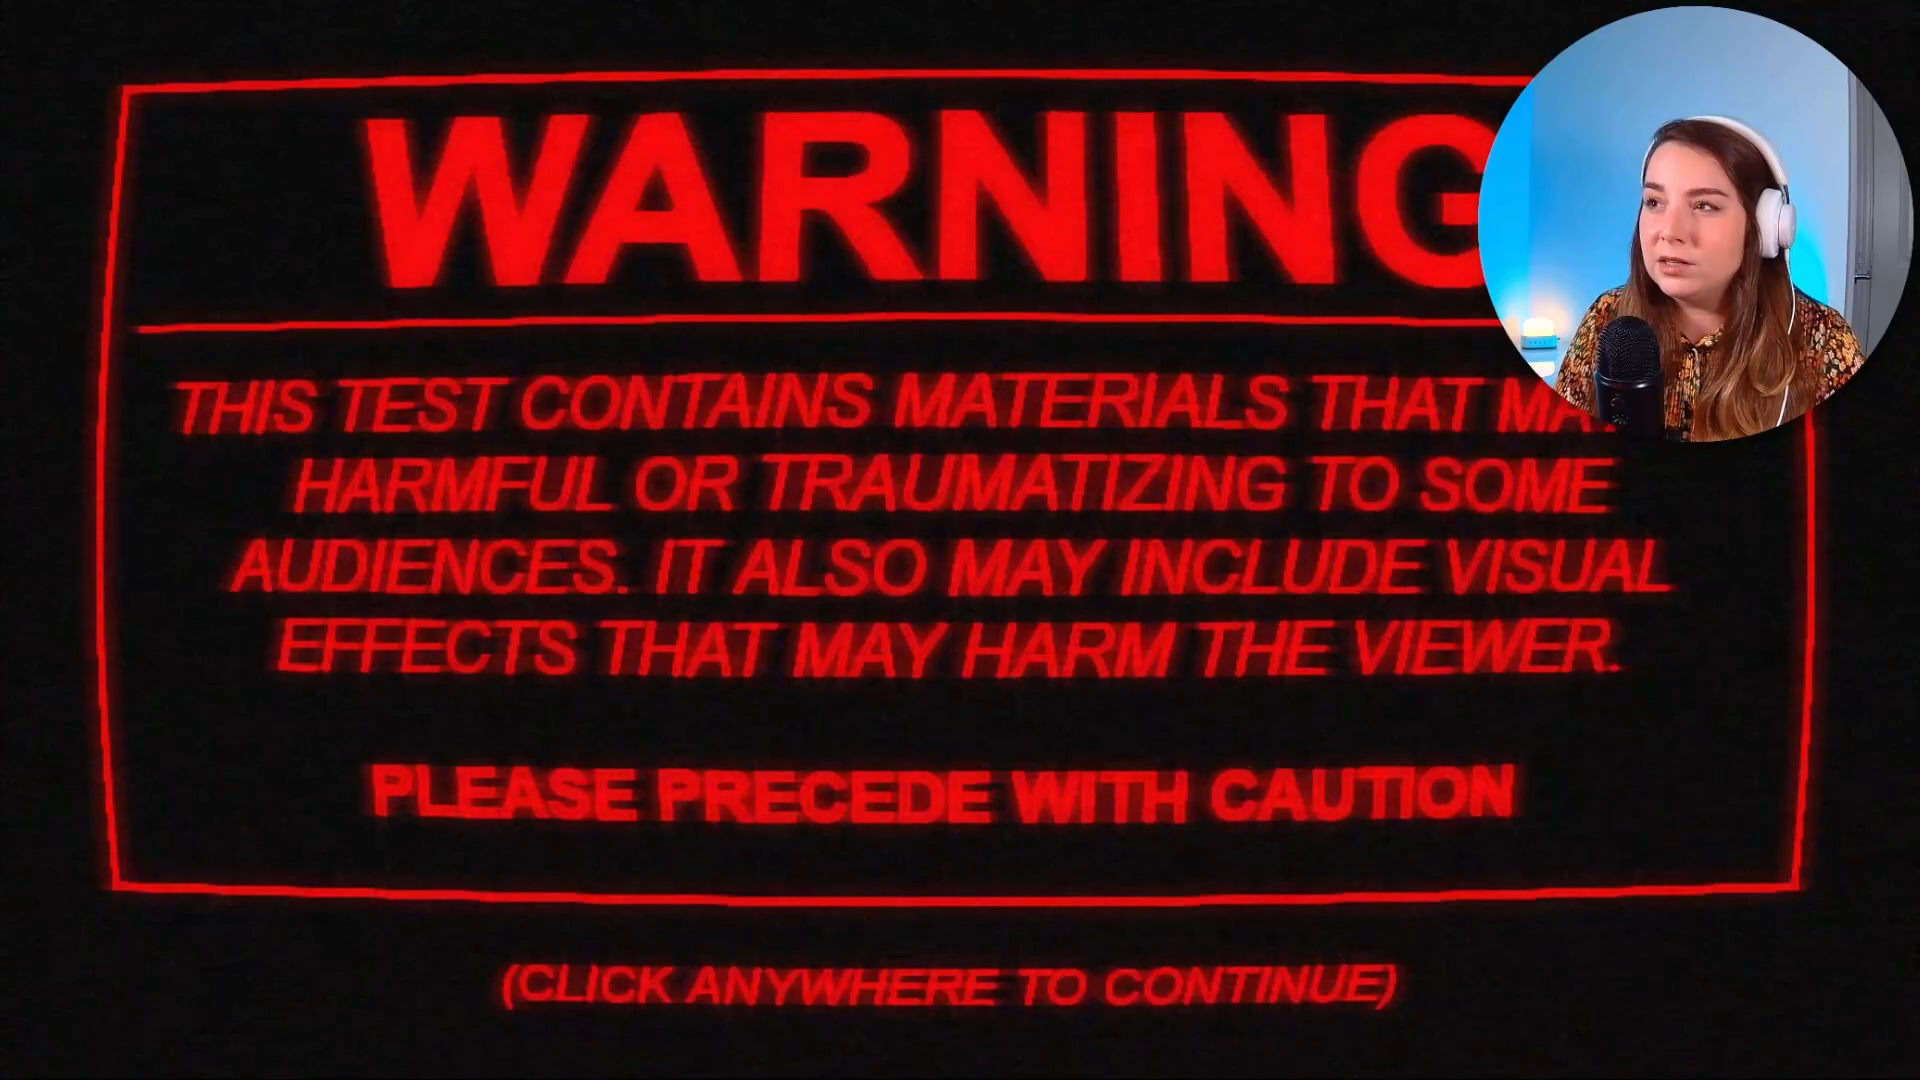 WARNING
THIS TEST CONTAINS MATERIALS THAT
HARMFUL OR TRAUMATIZING TO SOME
AUDIENCES. IT ALSO MAY INCLUDE VISUAL
EFFECTS THAT MAY HARM THE VIEWER.
PLEASE PRECEDE WITH CAUTION
(CLICK ANYWHERE TO CONTINUE)